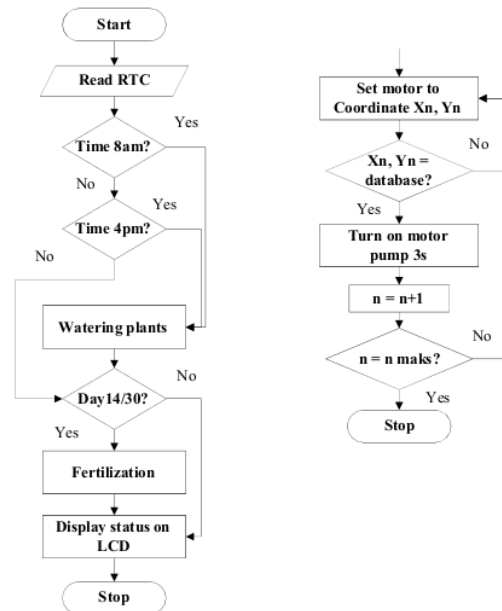 Start
Read RTC
Yes
Time 8am?
No
Yes
Time 4pm?
No
Watering plants
No
Day14/30?
Yes
Fertilization
Display status on
LCD
Stop
Set motor to
Coordinate Xn, Yn
Xn, Yn =
database?
No
Yes
Turn on motor
pump 3s
n = n+1
n = n maks?
No
Yes
Stop